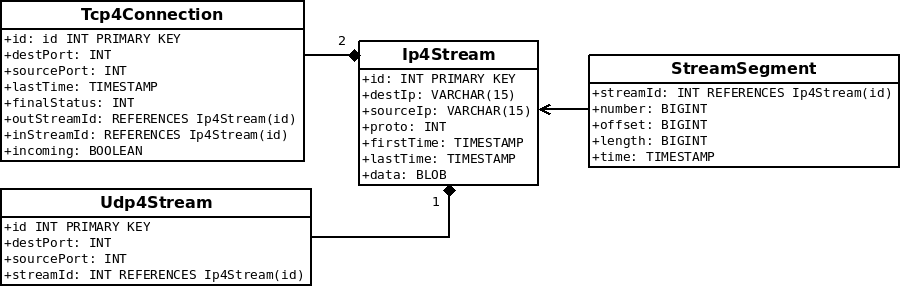 Tcp4Connection
+id: id INT PRIMARY KEY
+destPort: INT
+sourcePort: INT
+lastTime: TIMESTAMP
+finalStatus: INT
+outStreamId: REFERENCES Ip4Stream(id)
+inStreamId: REFERENCES Ip4Stream(id)
+incoming: BOOLEAN
2
Ip4Stream
+id: INT PRIMARY KEY
+destIp: VARCHAR(15)
+sourceIp: VARCHAR(15)
+proto: INT
+firstTime: TIMESTAMP
+lastTime: TIMESTAMP
+data: BLOB
1
StreamSegment
+streamId: INT REFERENCES Ip4Stream(id)
+number: BIGINT
+offset: BIGINT
+length: BIGINT
+time: TIMESTAMP
Udp4Stream
+id INT PRIMARY KEY
+destPort: INT
+sourcePort: INT
+streamId: INT REFERENCES Ip4Stream(id)